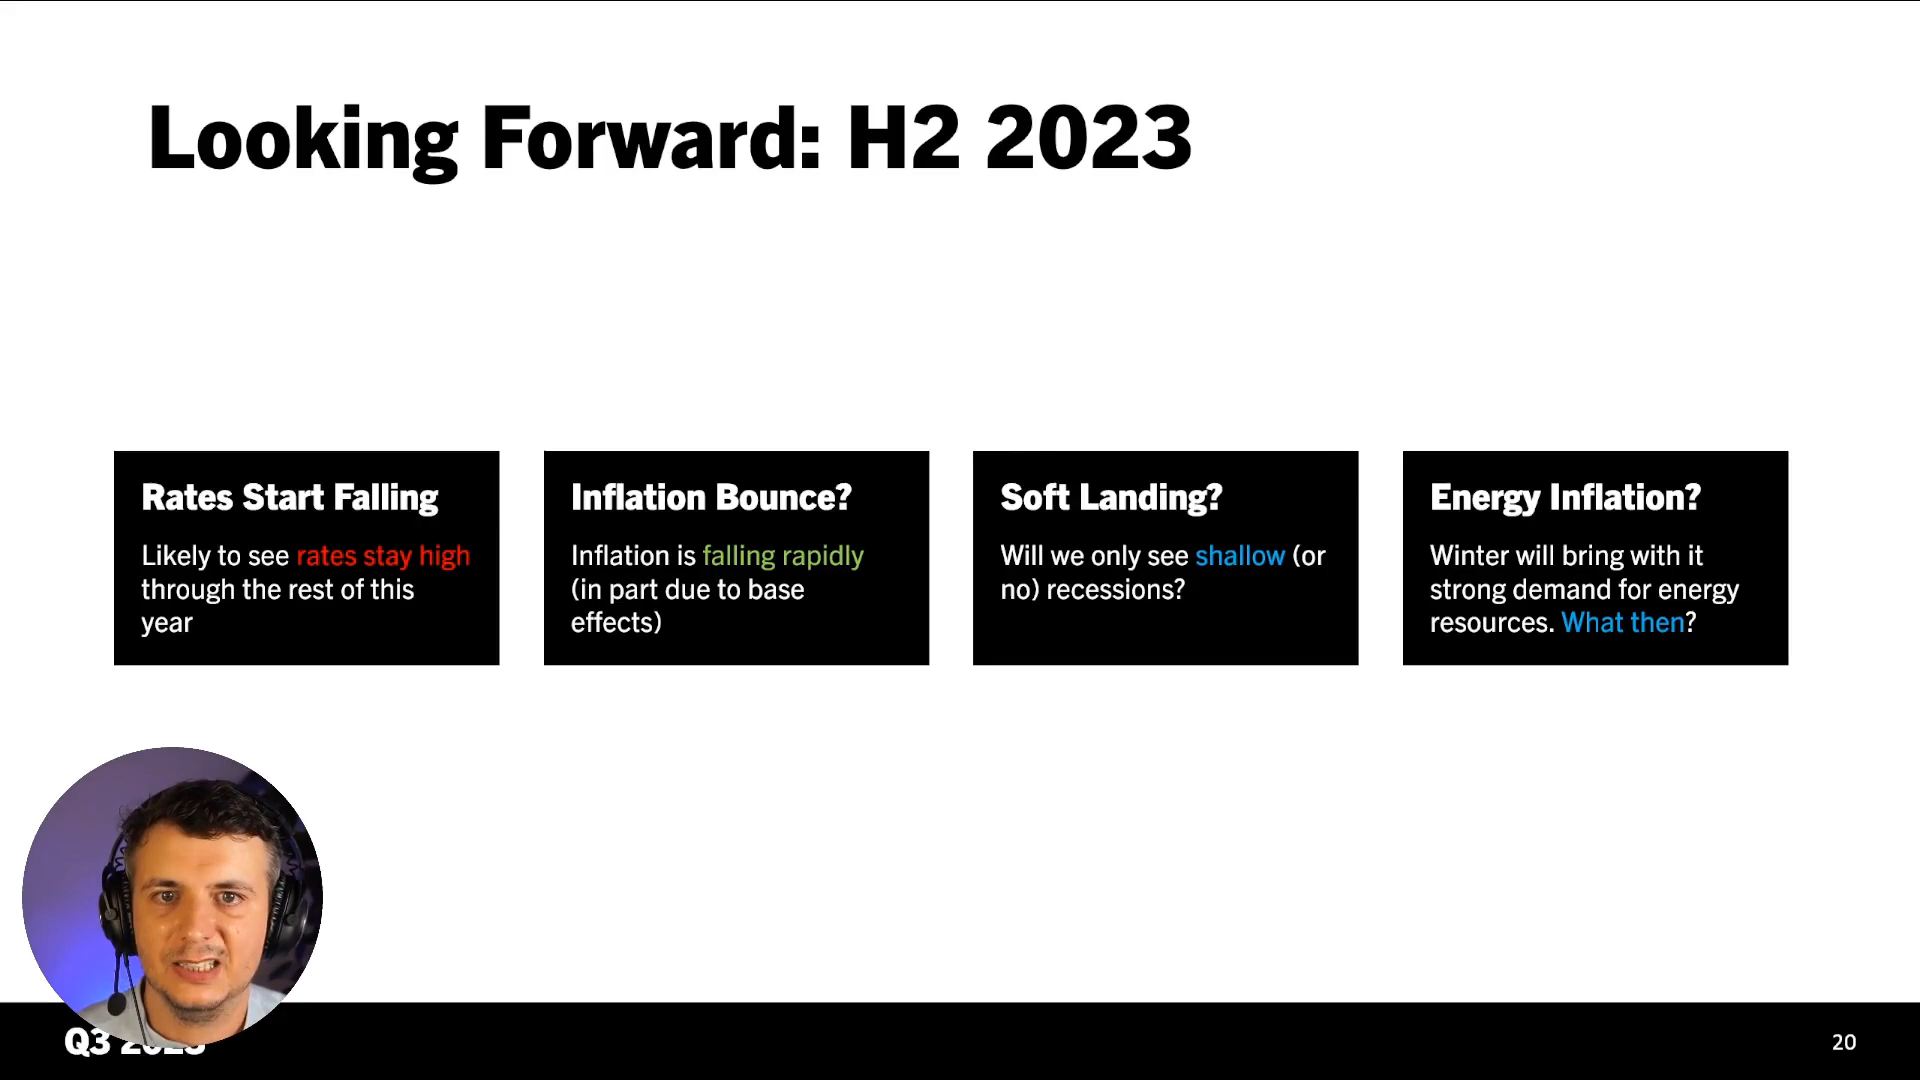 Looking Forward: H2 2023
Rates Start Falling
Likely to see rates stay high
through the rest of this
year
Inflation Bounce?
Inflation is falling rapidly
(in part due to base
effects)
Soft Landing?
Will we only see shallow (or
no) recessions?
Energy Inflation?
Winter will bring with it
strong demand for energy
resources. What then?
Q3 2023
20